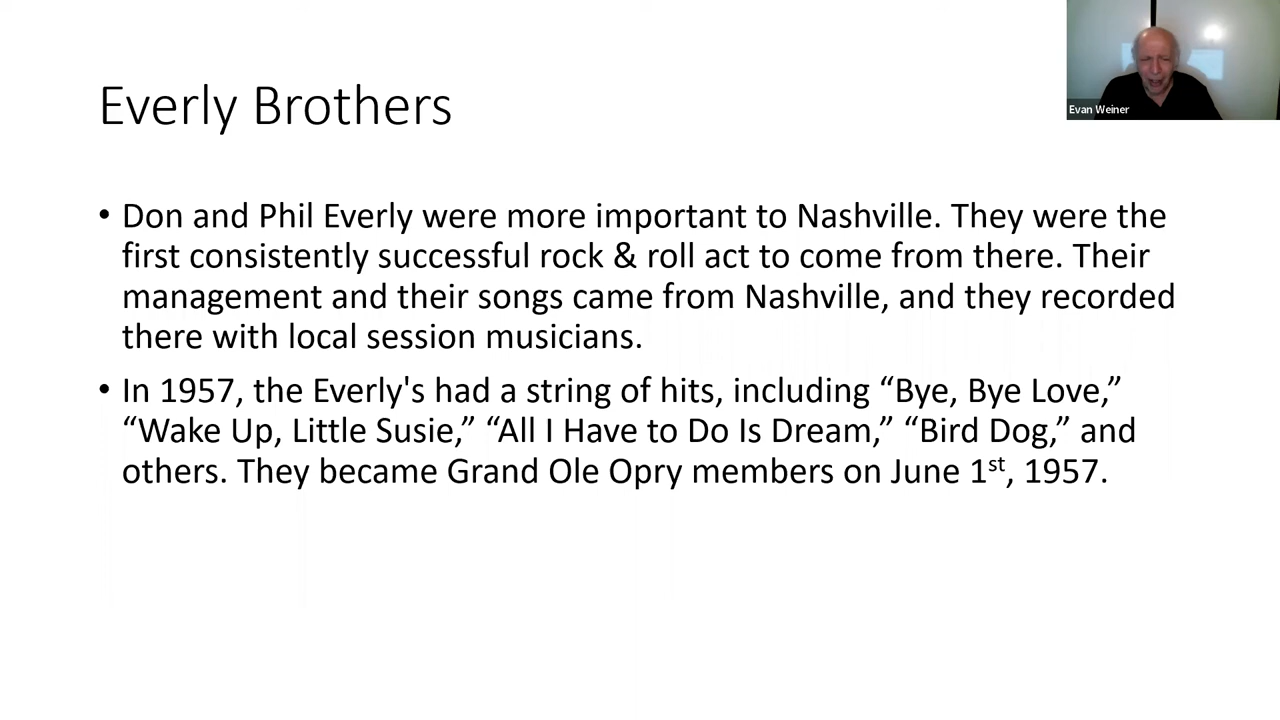 Everly Brothers
Evan Weiner
• Don and Phil Everly were more important to Nashville. They were the
first consistently successful rock & roll act to come from there. Their
management and their songs came from Nashville, and they recorded
there with local session musicians.
• In 1957, the Everly's had a string of hits, including “Bye, Bye Love,”
“Wake Up, Little Susie,” “All I Have to Do Is Dream,” “Bird Dog,” and
others. They became Grand Ole Opry members on June 1st, 1957.